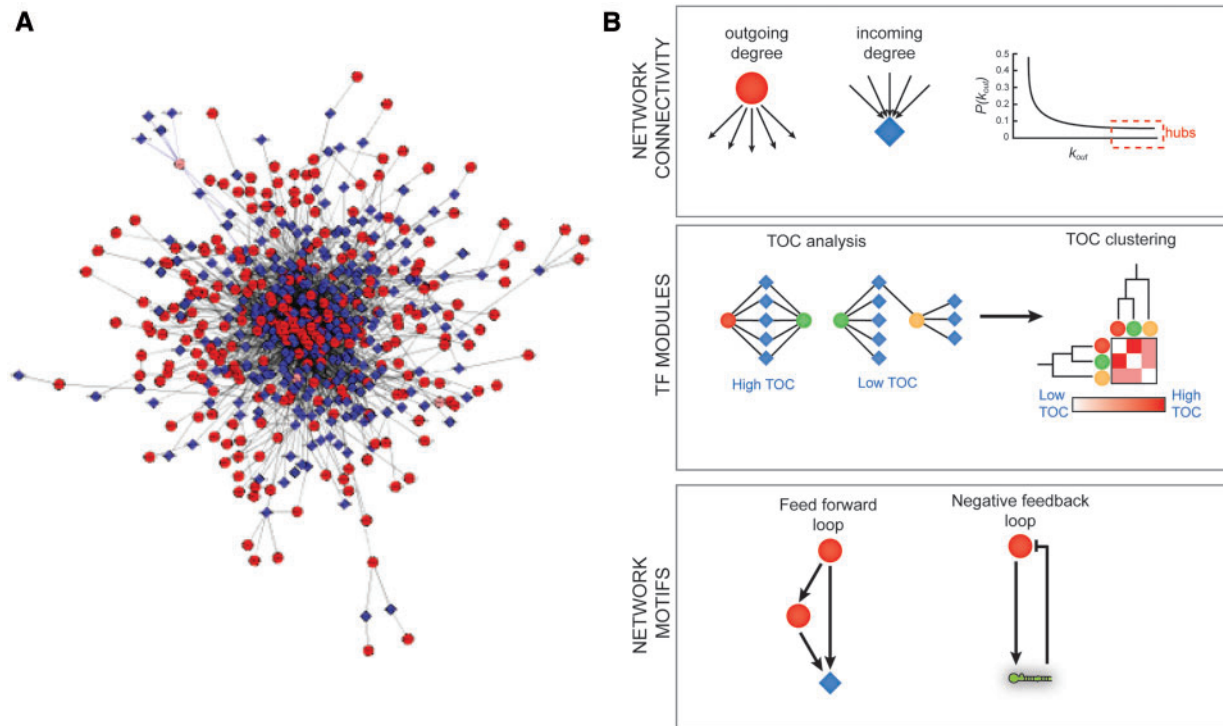 A
B
NETWORK
CONNECTIVITY
outgoing
degree
incoming
degree
P(kout)
0.5
0.4
0.3
0.2
0.1
0
kout
hubs
TF MODULES
TOC analysis
TOC clustering
High TOC
Low TOC
Low
TOC
High
TOC
NETWORK
MOTIFS
Feed forward
loop
Negative feedback
loop